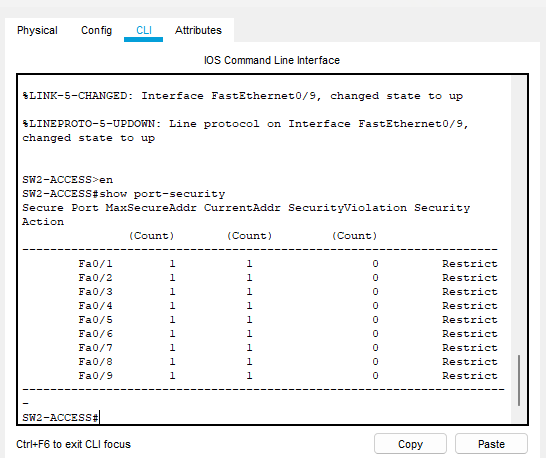 Physical Config CLI Attributes
IOS Command Line Interface
%LINK-5-CHANGED: Interface FastEthernet0/9, changed state to up
%LINEPROTO-5-UPDOWN: Line protocol on Interface FastEthernet0/9,
changed state to up
SW2-ACCESS>en
SW2-ACCESS#show port-security
Secure Port MaxSecureAddr CurrentAddr SecurityViolation Security
Action
(Count) (Count) (Count)
--------------------------------------------------------------------
Fa0/1 1 1 0 Restrict
Fa0/2 1 1 0 Restrict
Fa0/3 1 1 0 Restrict
Fa0/4 1 1 0 Restrict
Fa0/5 1 1 0 Restrict
Fa0/6 1 1 0 Restrict
Fa0/7 1 1 0 Restrict
Fa0/8 1 1 0 Restrict
Fa0/9 1 1 0 Restrict
---------------------------------------------------------------------
-
SW2-ACCESS#
Ctrl+F6 to exit CLI focus
Copy Paste